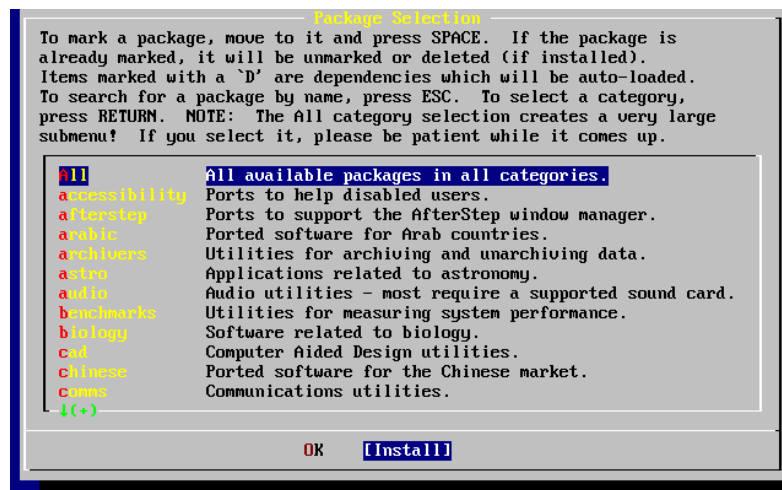 Package Selection
To mark a package, move to it and press SPACE.  If the package is
already marked, it will be unmarked or deleted (if installed).
Items marked with a `D' are dependencies which will be auto-loaded.
To search for a package by name, press ESC.  To select a category,
press RETURN.  NOTE:  The All category selection creates a very large
submenu!  If you select it, please be patient while it comes up.
All All available packages in all categories.
accessibility Ports to help disabled users.
afterstep Ports to support the AfterStep window manager.
arabic Ported software for Arab countries.
archivers Utilities for archiving and unarchiving data.
astro Applications related to astronomy.
audio Audio utilities - most require a supported sound card.
benchmarks Utilities for measuring system performance.
biology Software related to biology.
cad Computer Aided Design utilities.
chinese Ported software for the Chinese market.
comms Communications utilities.
↓(+)
OK [Install]